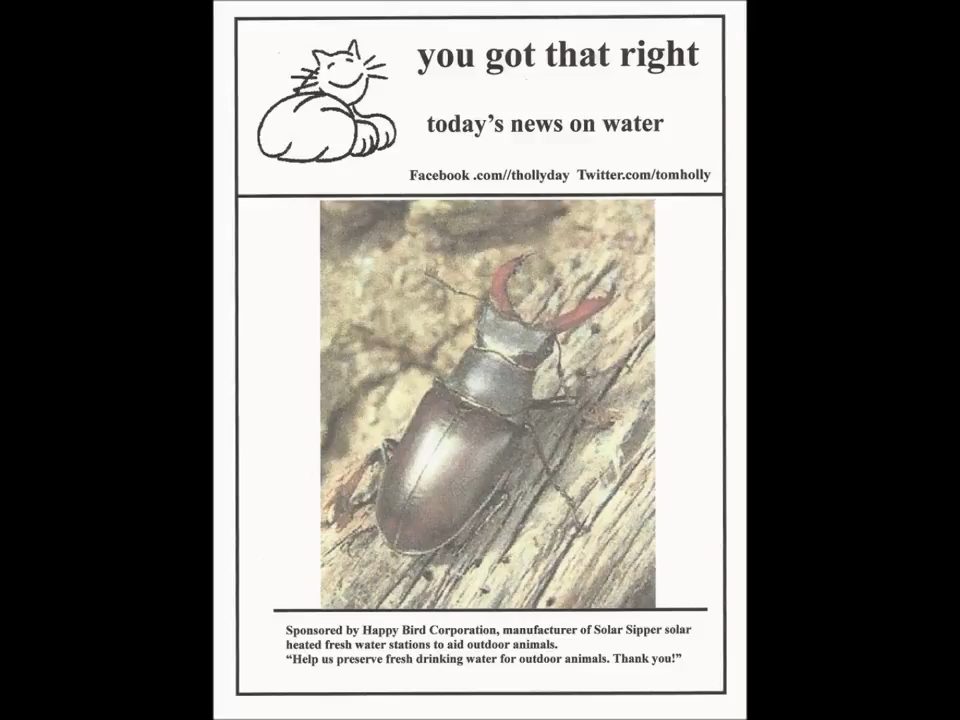 you got that right
today's news on water
Facebook .com//thollyday Twitter.com/tomholly
Sponsored by Happy Bird Corporation, manufacturer of Solar Sipper solar
heated fresh water stations to aid outdoor animals.
“Help us preserve fresh drinking water for outdoor animals. Thank you!”